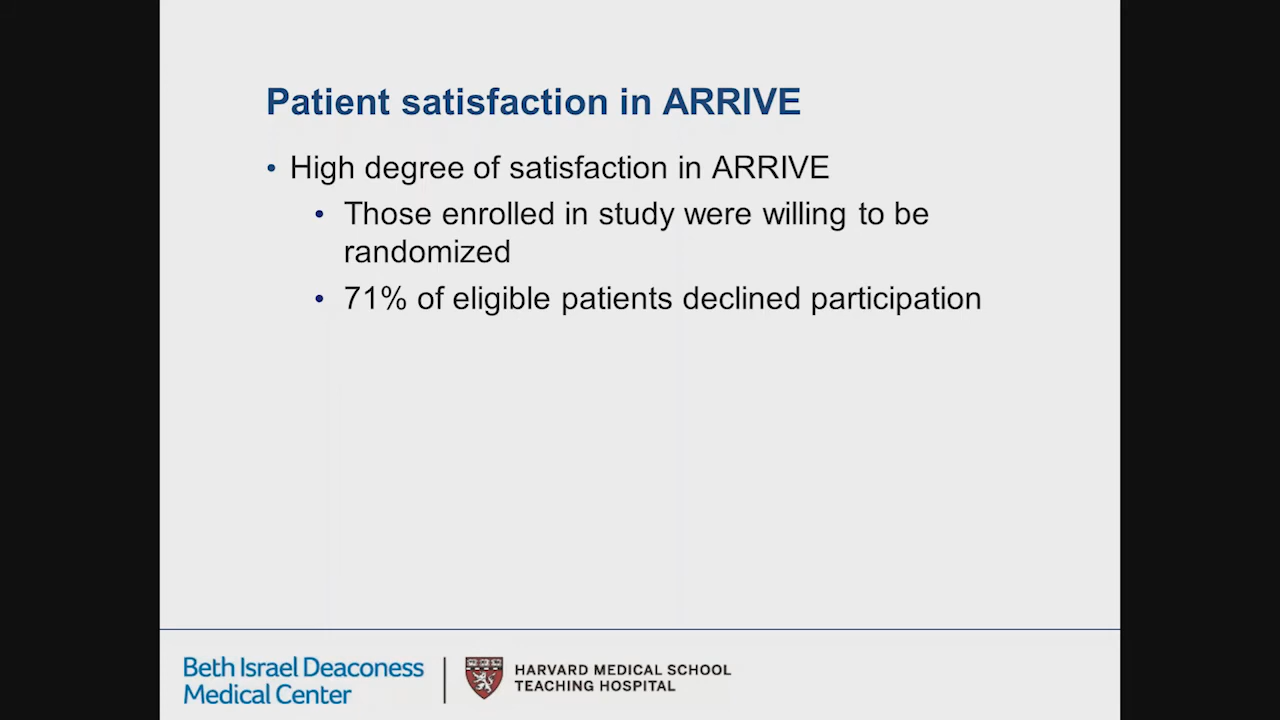 Patient satisfaction in ARRIVE
• High degree of satisfaction in ARRIVE
• Those enrolled in study were willing to be
randomized
• 71% of eligible patients declined participation
Beth Israel Deaconess
Medical Center
HARVARD MEDICAL SCHOOL
TEACHING HOSPITAL